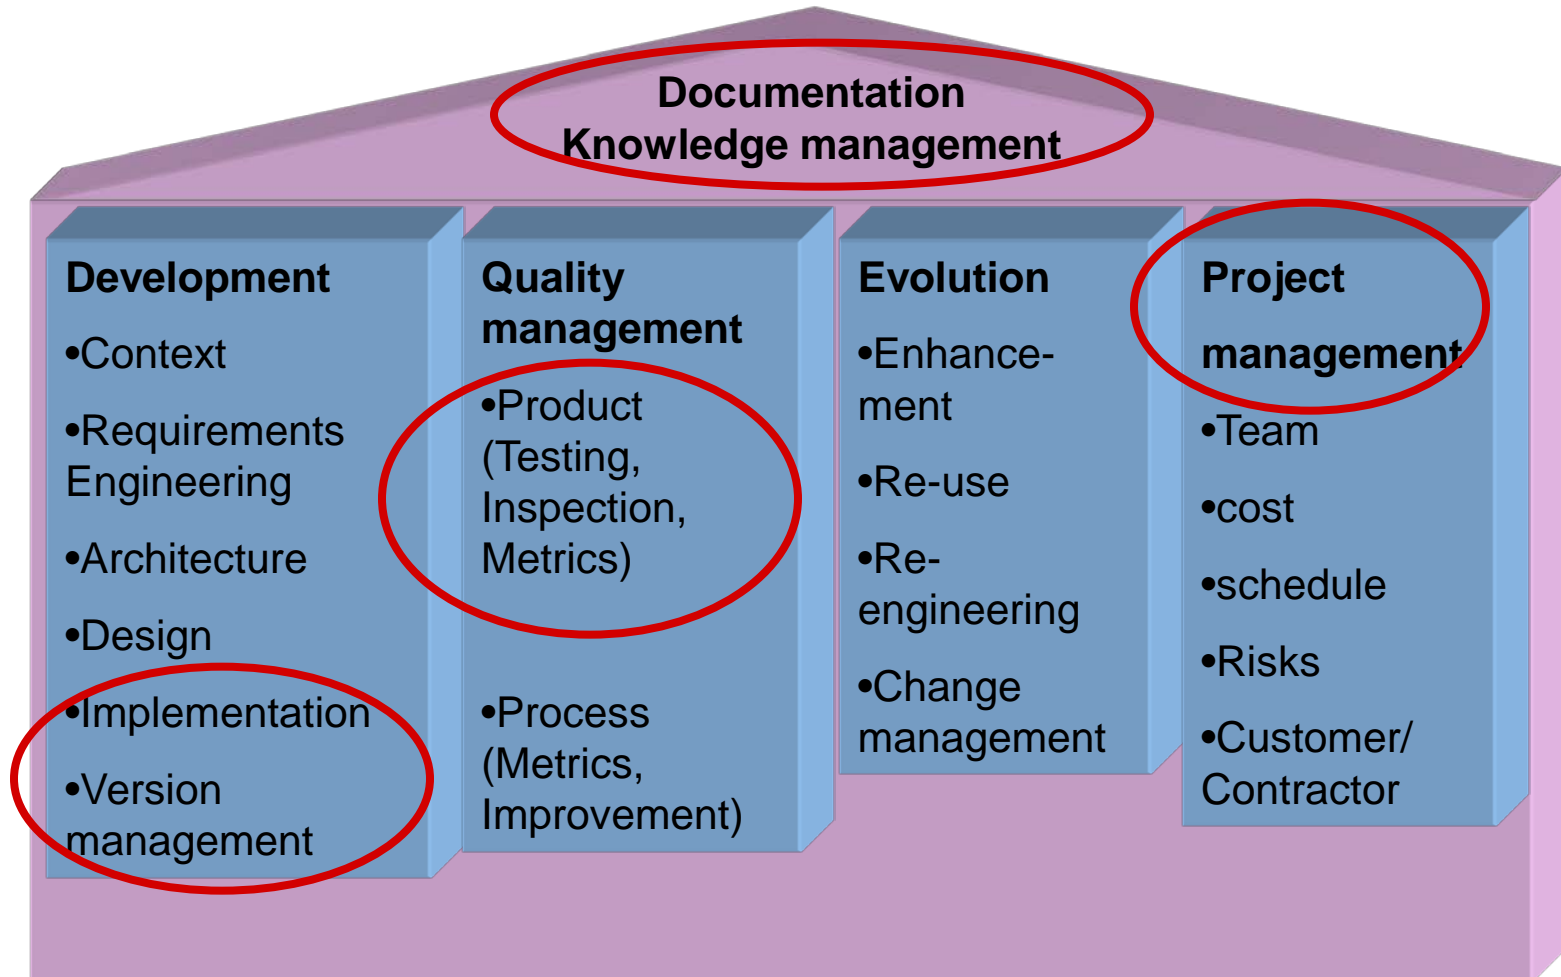 Documentation
Knowledge management
Development
•Context
•Requirements
Engineering
•Architecture
•Design
•Implementation
•Version
management
Quality
management
•Product
(Testing,
Inspection,
Metrics)
•Process
(Metrics,
Improvement)
Evolution
•Enhance-
ment
•Re-use
•Re-
engineering
•Change
management
Project
management
•Team
•cost
•schedule
•Risks
•Customer/
Contractor